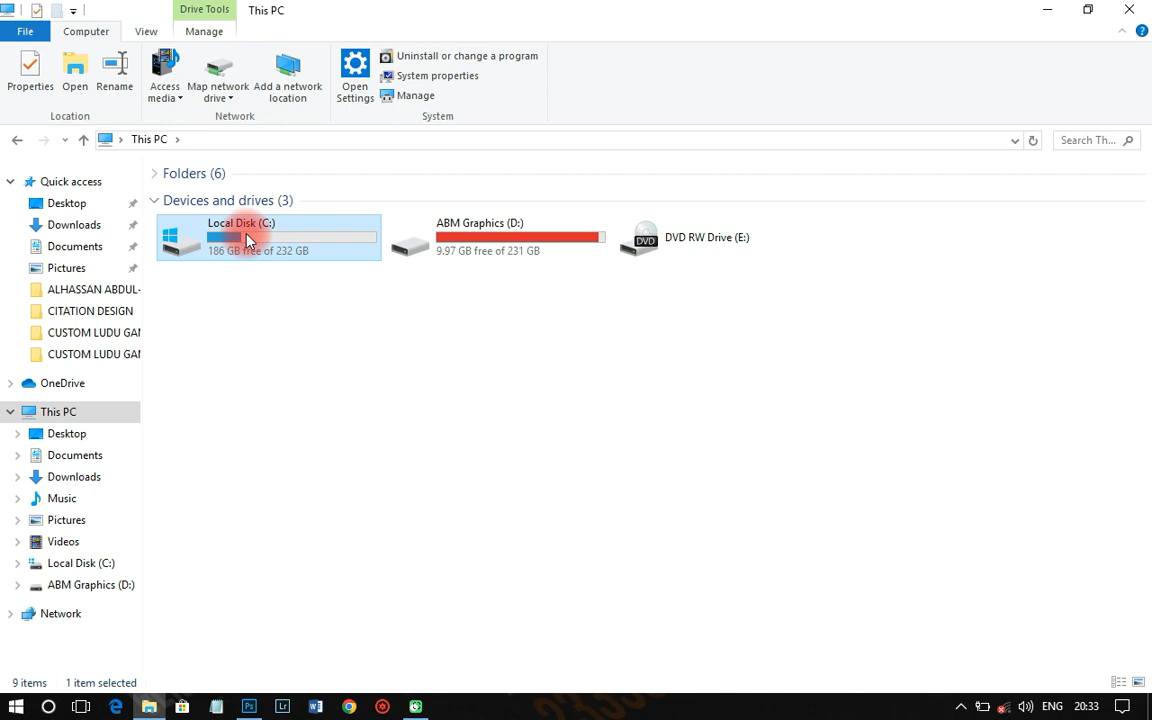 Drive Tools This PC
File Computer View Manage
Properties Open Rename Access media Map network drive Add a network location Open Settings Uninstall or change a program
System properties
Manage
Location Network System
This PC Search Th...
Quick access
Desktop
Downloads
Documents
Pictures
ALHASSAN ABDUL-
CITATION DESIGN
CUSTOM LUDU GAM
CUSTOM LUDU GAM
OneDrive
This PC
Desktop
Documents
Downloads
Music
Pictures
Videos
Local Disk (C:)
ABM Graphics (D:)
Network
Folders (6)
Devices and drives (3)
Local Disk (C:)
186 GB free of 232 GB
ABM Graphics (D:)
9.97 GB free of 231 GB
DVD
DVD RW Drive (E:)
9 items 1 item selected
Ps Lr W ENG 20:33